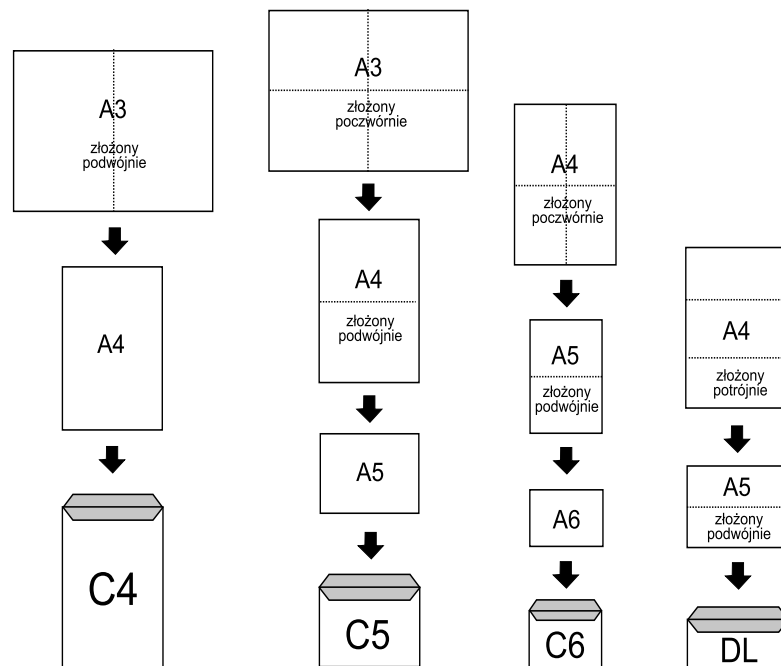 A3
złożony
podwójnie
A4
C4
A3
złożony
poczwórnie
A4
złożony
podwójnie
A5
C5
A4
złożony
poczwórnie
A5
złożony
podwójnie
A6
C6
A4
złożony
potrójnie
A5
złożony
podwójnie
DL